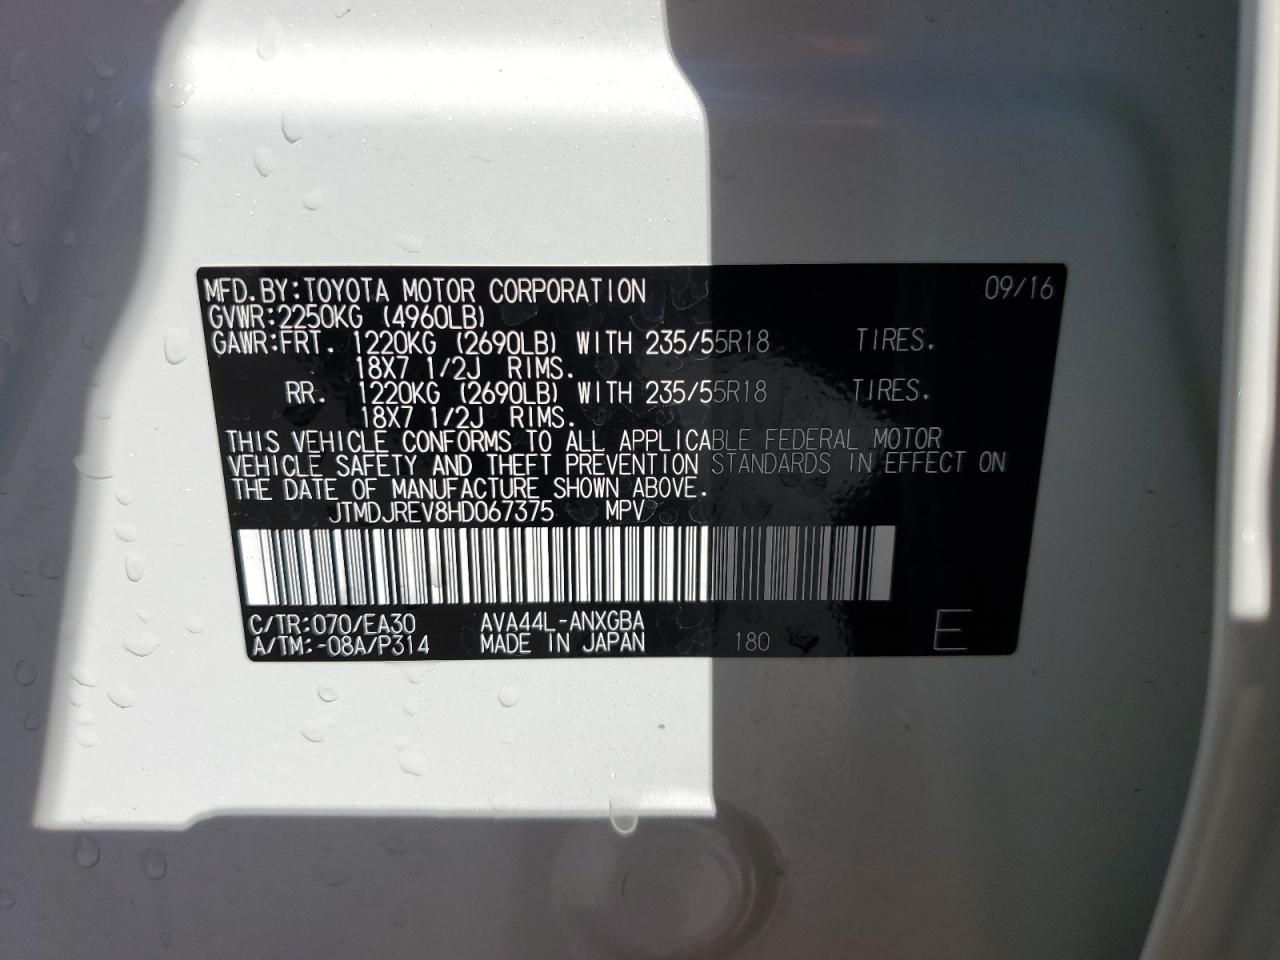 MFD.BY:TOYOTA MOTOR CORPORATION 09/16
GVWR:2250KG (4960LB)
GAWR:FRT. 1220KG (2690LB) WITH 235/55R18 TIRES.
18X7 1/2J RIMS.
RR. 1220KG (2690LB) WITH 235/55R18 TIRES.
18X7 1/2J RIMS.
THIS VEHICLE CONFORMS TO ALL APPLICABLE FEDERAL MOTOR
VEHICLE SAFETY AND THEFT PREVENTION STANDARDS IN EFFECT ON
THE DATE OF MANUFACTURE SHOWN ABOVE.
JTMDJREV8HD067375 MPV
C/TR:070/EA30 AVA44L-ANXGBA
A/TM:-08A/P314 MADE IN JAPAN 180 E